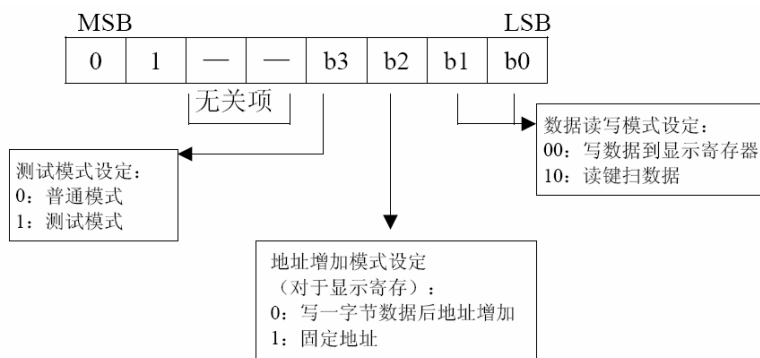 MSB LSB
0 1 — — b3 b2 b1 b0
无关项
数据读写模式设定：
00：写数据到显示寄存器
10：读键扫数据
测试模式设定：
0：普通模式
1：测试模式
地址增加模式设定
（对于显示寄存）：
0：写一字节数据后地址增加
1：固定地址